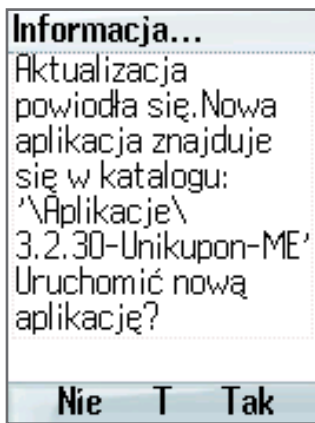 Informacja...
Aktualizacja
powiodła się.Nowa
aplikacja znajduje
się w katalogu:
'\Aplikacje\
3.2.30-Unikupon-ME'
Uruchomić nową
aplikację?
Nie T Tak